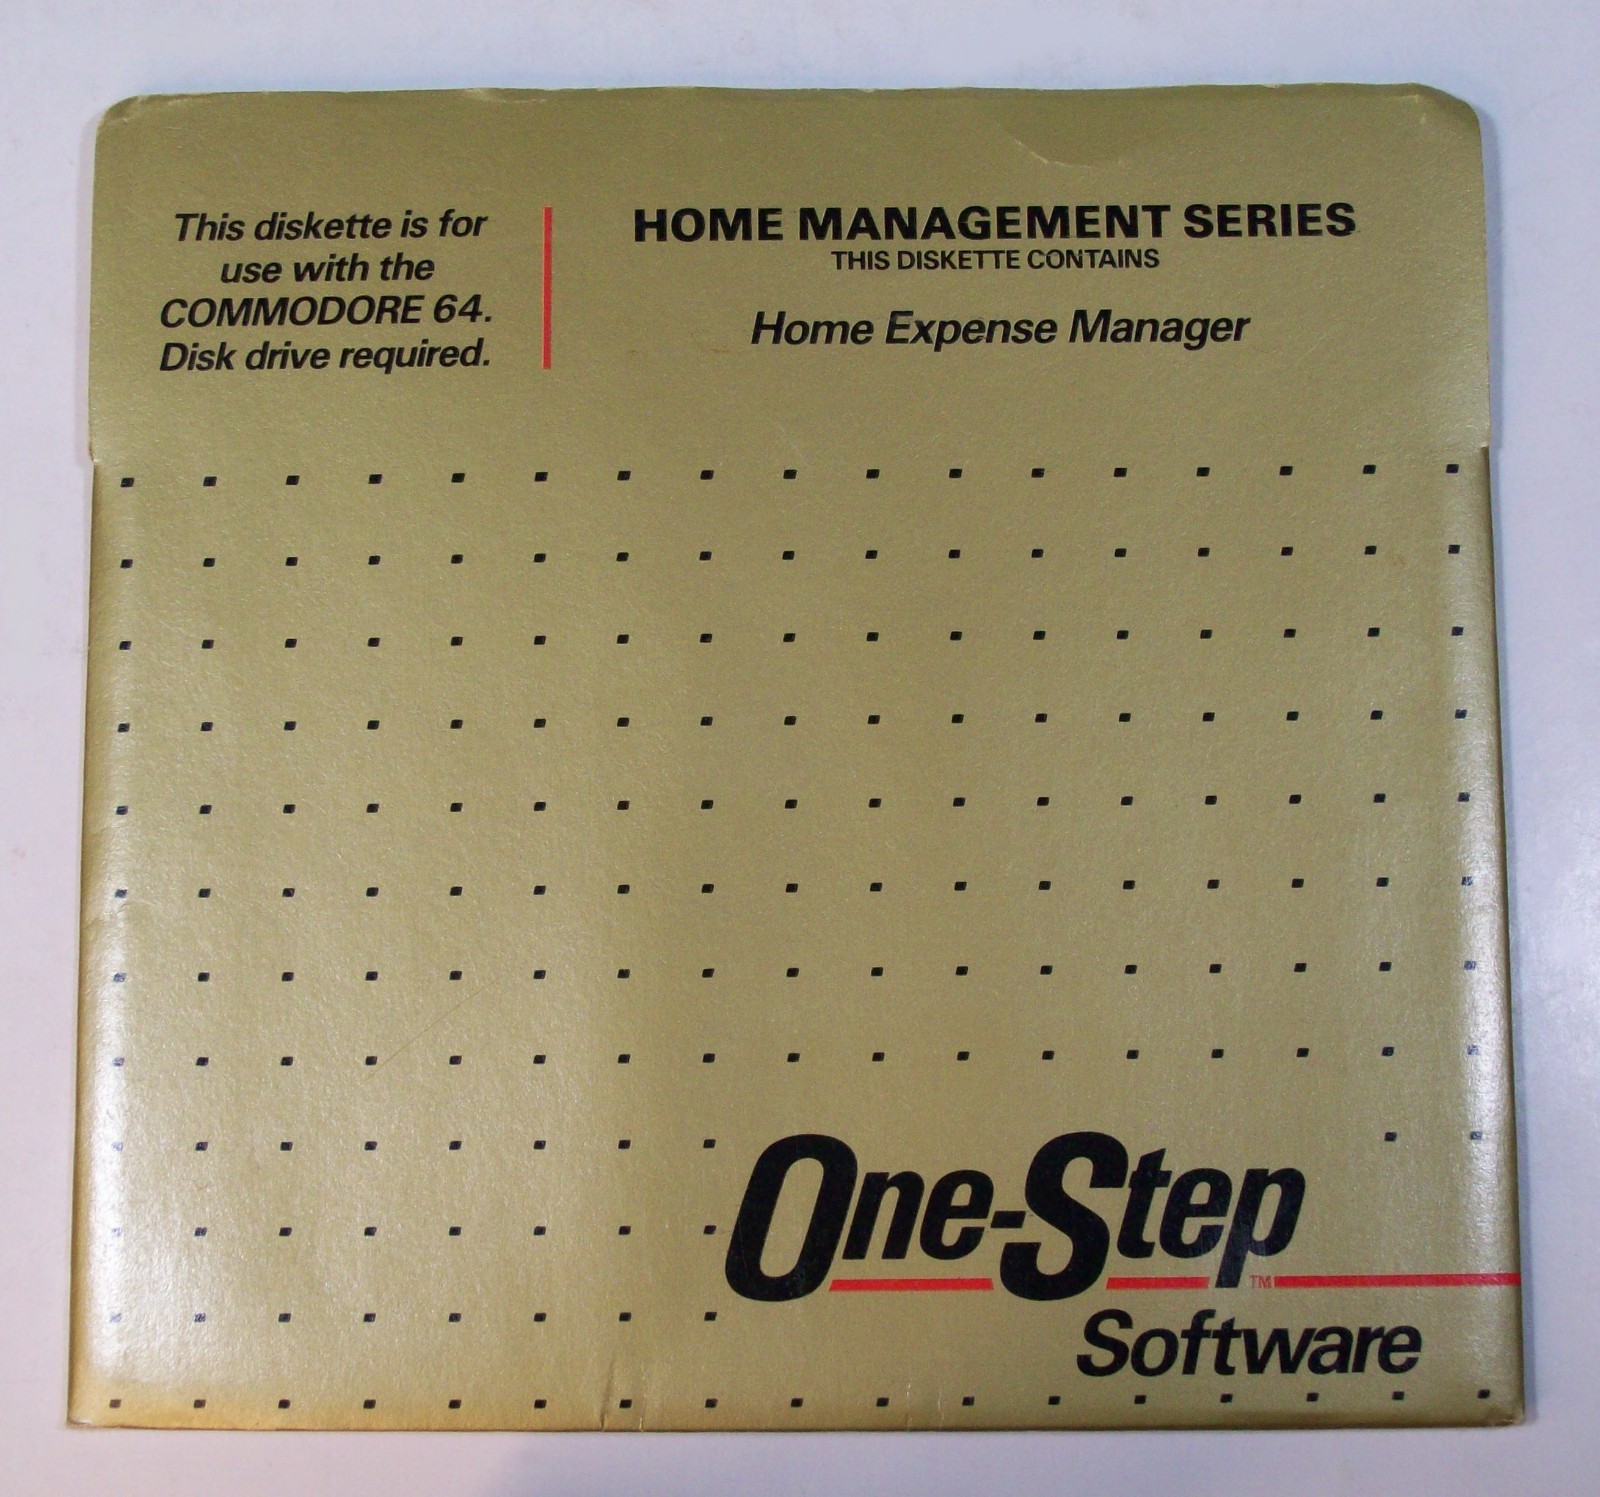 This diskette is for
use with the
COMMODORE 64.
Disk drive required.
HOME MANAGEMENT SERIES
THIS DISKETTE CONTAINS
Home Expense Manager
One-Step
TM
Software